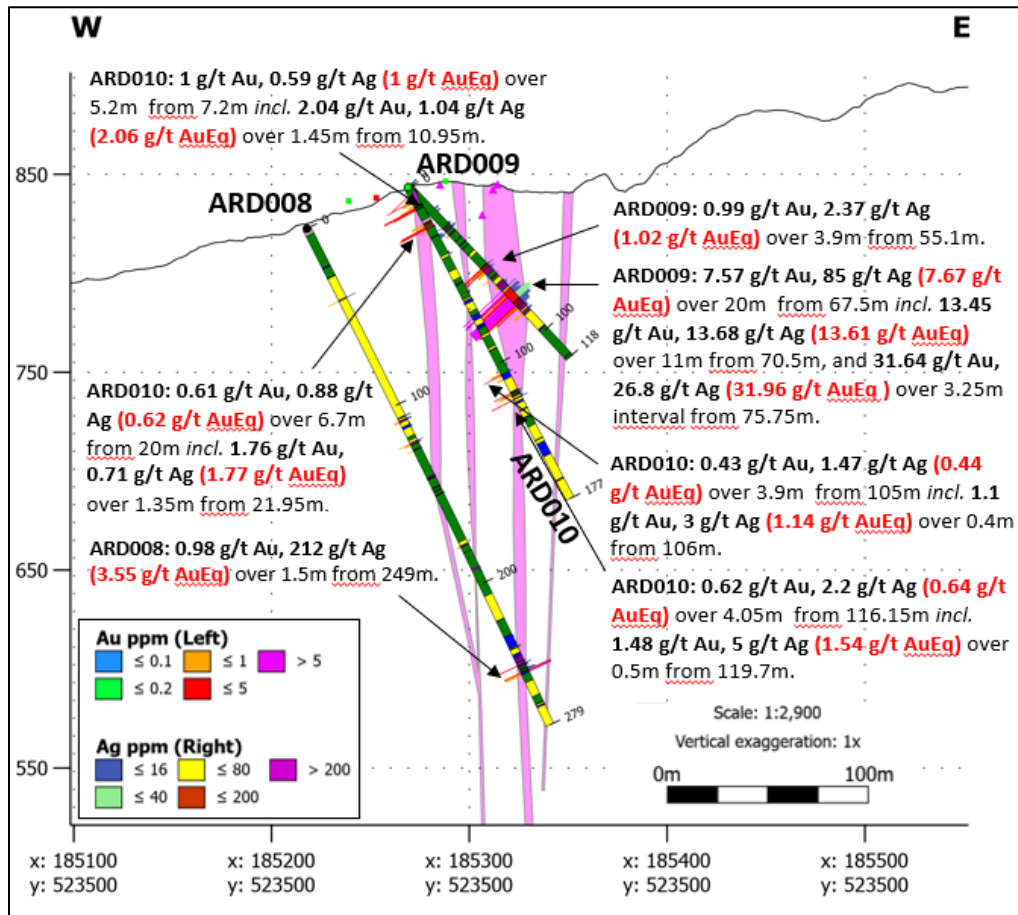 W
E
ARD010: 1 g/t Au, 0.59 g/t Ag (1 g/t AuEq) over
5.2m from 7.2m incl. 2.04 g/t Au, 1.04 g/t Ag
(2.06 g/t AuEq) over 1.45m from 10.95m.
850
750
650
550
ARD009
ARD008
ARD010
0
0
0
100
118
100
177
100
200
279
ARD009: 0.99 g/t Au, 2.37 g/t Ag
(1.02 g/t AuEq) over 3.9m from 55.1m.
ARD009: 7.57 g/t Au, 85 g/t Ag (7.67 g/t
AuEq) over 20m from 67.5m incl. 13.45
g/t Au, 13.68 g/t Ag (13.61 g/t AuEq)
over 11m from 70.5m, and 31.64 g/t Au,
26.8 g/t Ag (31.96 g/t AuEq ) over 3.25m
interval from 75.75m.
ARD010: 0.61 g/t Au, 0.88 g/t
Ag (0.62 g/t AuEq) over 6.7m
from 20m incl. 1.76 g/t Au,
0.71 g/t Ag (1.77 g/t AuEq)
over 1.35m from 21.95m.
ARD008: 0.98 g/t Au, 212 g/t Ag
(3.55 g/t AuEq) over 1.5m from 249m.
ARD010: 0.43 g/t Au, 1.47 g/t Ag (0.44
g/t AuEq) over 3.9m from 105m incl. 1.1
g/t Au, 3 g/t Ag (1.14 g/t AuEq) over 0.4m
from 106m.
ARD010: 0.62 g/t Au, 2.2 g/t Ag (0.64 g/t
AuEq) over 4.05m from 116.15m incl.
1.48 g/t Au, 5 g/t Ag (1.54 g/t AuEq) over
0.5m from 119.7m.
Au ppm (Left)
≤ 0.1 ≤ 1 > 5
≤ 0.2 ≤ 5
Ag ppm (Right)
≤ 16 ≤ 80 > 200
≤ 40 ≤ 200
Scale: 1:2,900
Vertical exaggeration: 1x
0m 100m
x: 185100 x: 185200 x: 185300 x: 185400 x: 185500
y: 523500 y: 523500 y: 523500 y: 523500 y: 523500